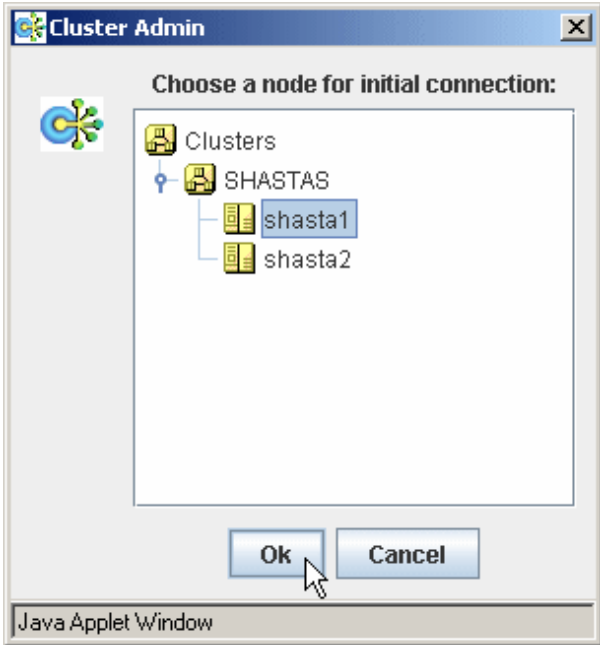 Cluster Admin
Choose a node for initial connection:
Clusters
SHASTAS
shasta1
shasta2
Ok Cancel
Java Applet Window